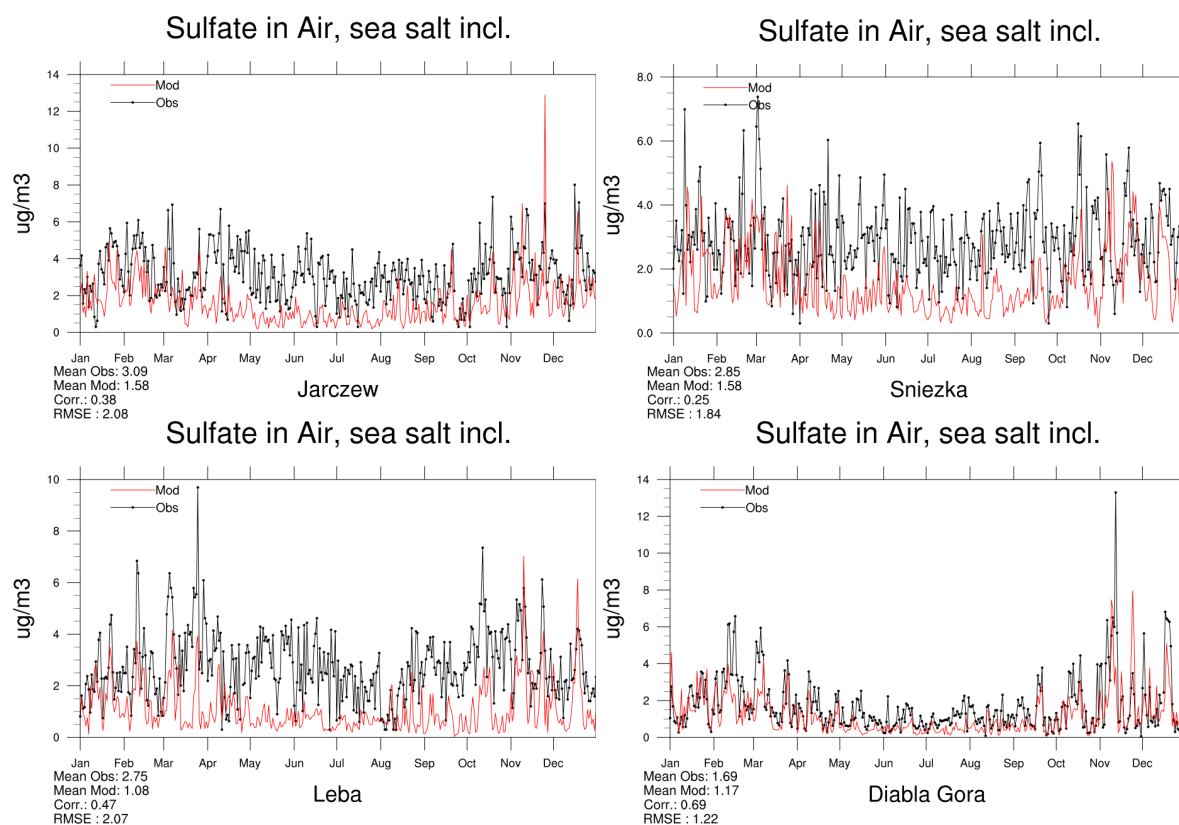 Sulfate in Air, sea salt incl.
Mod
Obs
ug/m3
14
12
10
8
6
4
2
0
Jan Feb Mar Apr May Jun Jul Aug Sep Oct Nov Dec
Mean Obs: 3.09
Mean Mod: 1.58
Corr.: 0.38
RMSE : 2.08
Jarczew
Sulfate in Air, sea salt incl.
Mod
Obs
ug/m3
8.0
6.0
4.0
2.0
0.0
Jan Feb Mar Apr May Jun Jul Aug Sep Oct Nov Dec
Mean Obs: 2.85
Mean Mod: 1.58
Corr.: 0.25
RMSE : 1.84
Sniezka
Sulfate in Air, sea salt incl.
Mod
Obs
ug/m3
10
8
6
4
2
0
Jan Feb Mar Apr May Jun Jul Aug Sep Oct Nov Dec
Mean Obs: 2.75
Mean Mod: 1.08
Corr.: 0.47
RMSE : 2.07
Leba
Sulfate in Air, sea salt incl.
Mod
Obs
ug/m3
14
12
10
8
6
4
2
0
Jan Feb Mar Apr May Jun Jul Aug Sep Oct Nov Dec
Mean Obs: 1.69
Mean Mod: 1.17
Corr.: 0.69
RMSE : 1.22
Diabla Gora